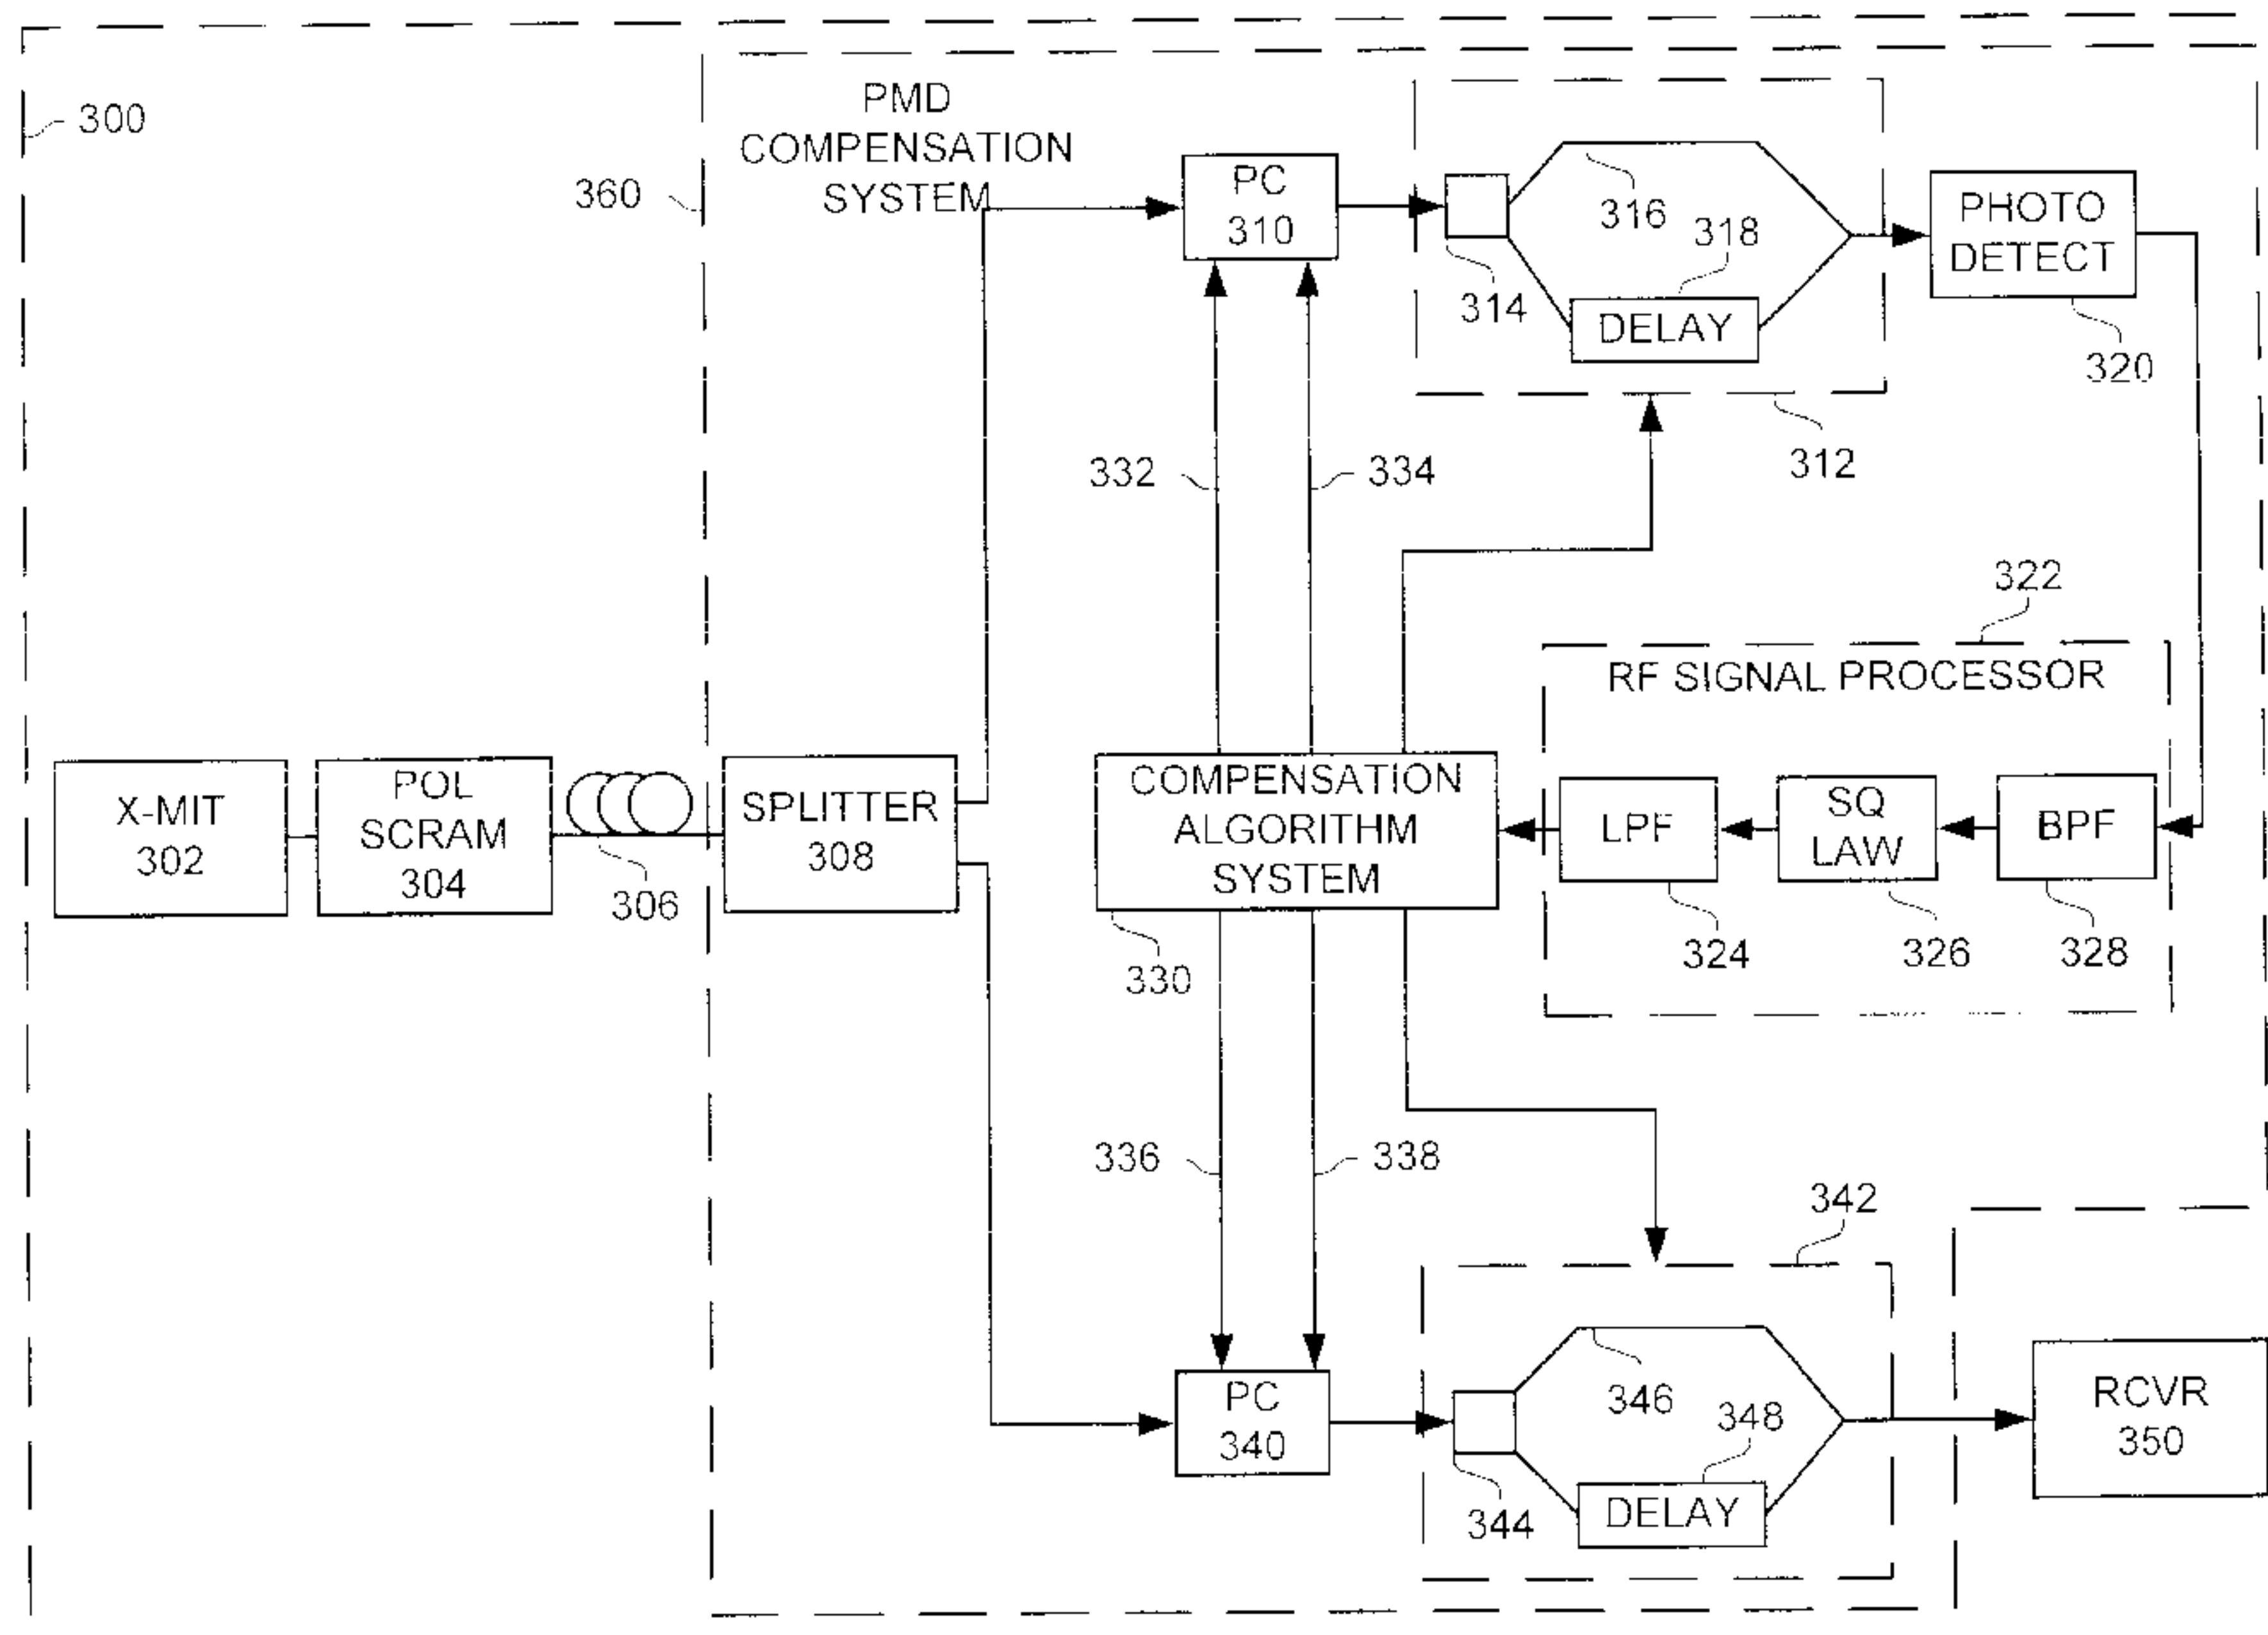 300
360
PMD
COMPENSATION
SYSTEM
PC
310
316
318
314
DELAY
PHOTO
DETECT
320
312
332
334
322
RF SIGNAL PROCESSOR
X-MIT
302
POL
SCRAM
304
306
SPLITTER
308
COMPENSATION
ALGORITHM
SYSTEM
330
LPF
324
SQ
LAW
326
BPF
328
336
338
342
PC
340
346
348
344
DELAY
RCVR
350